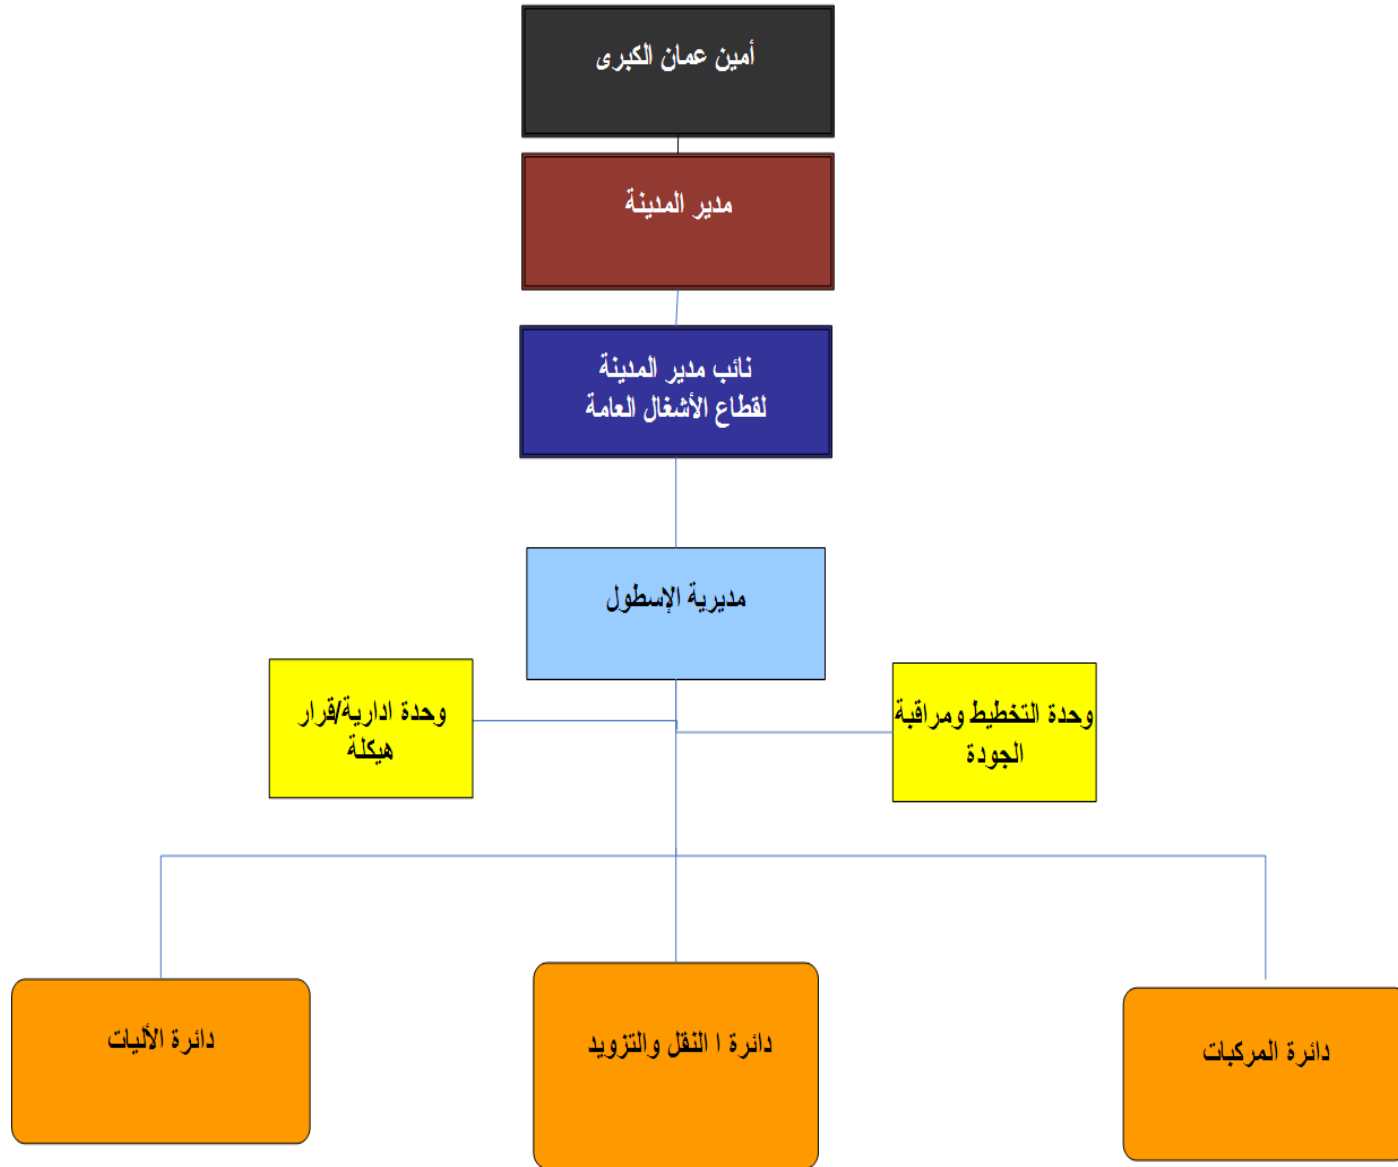 أمين عمان الكبرى
مدير المدينة
نائب مدير المدينة
لقطاع الأشغال العامة
مديرية الإسطول
وحدة التخطيط ومراقبة
الجودة
وحدة ادارية/قرار
هيكلة
دائرة المركبات
دائرة ا النقل والتزويد
دائرة الأليات